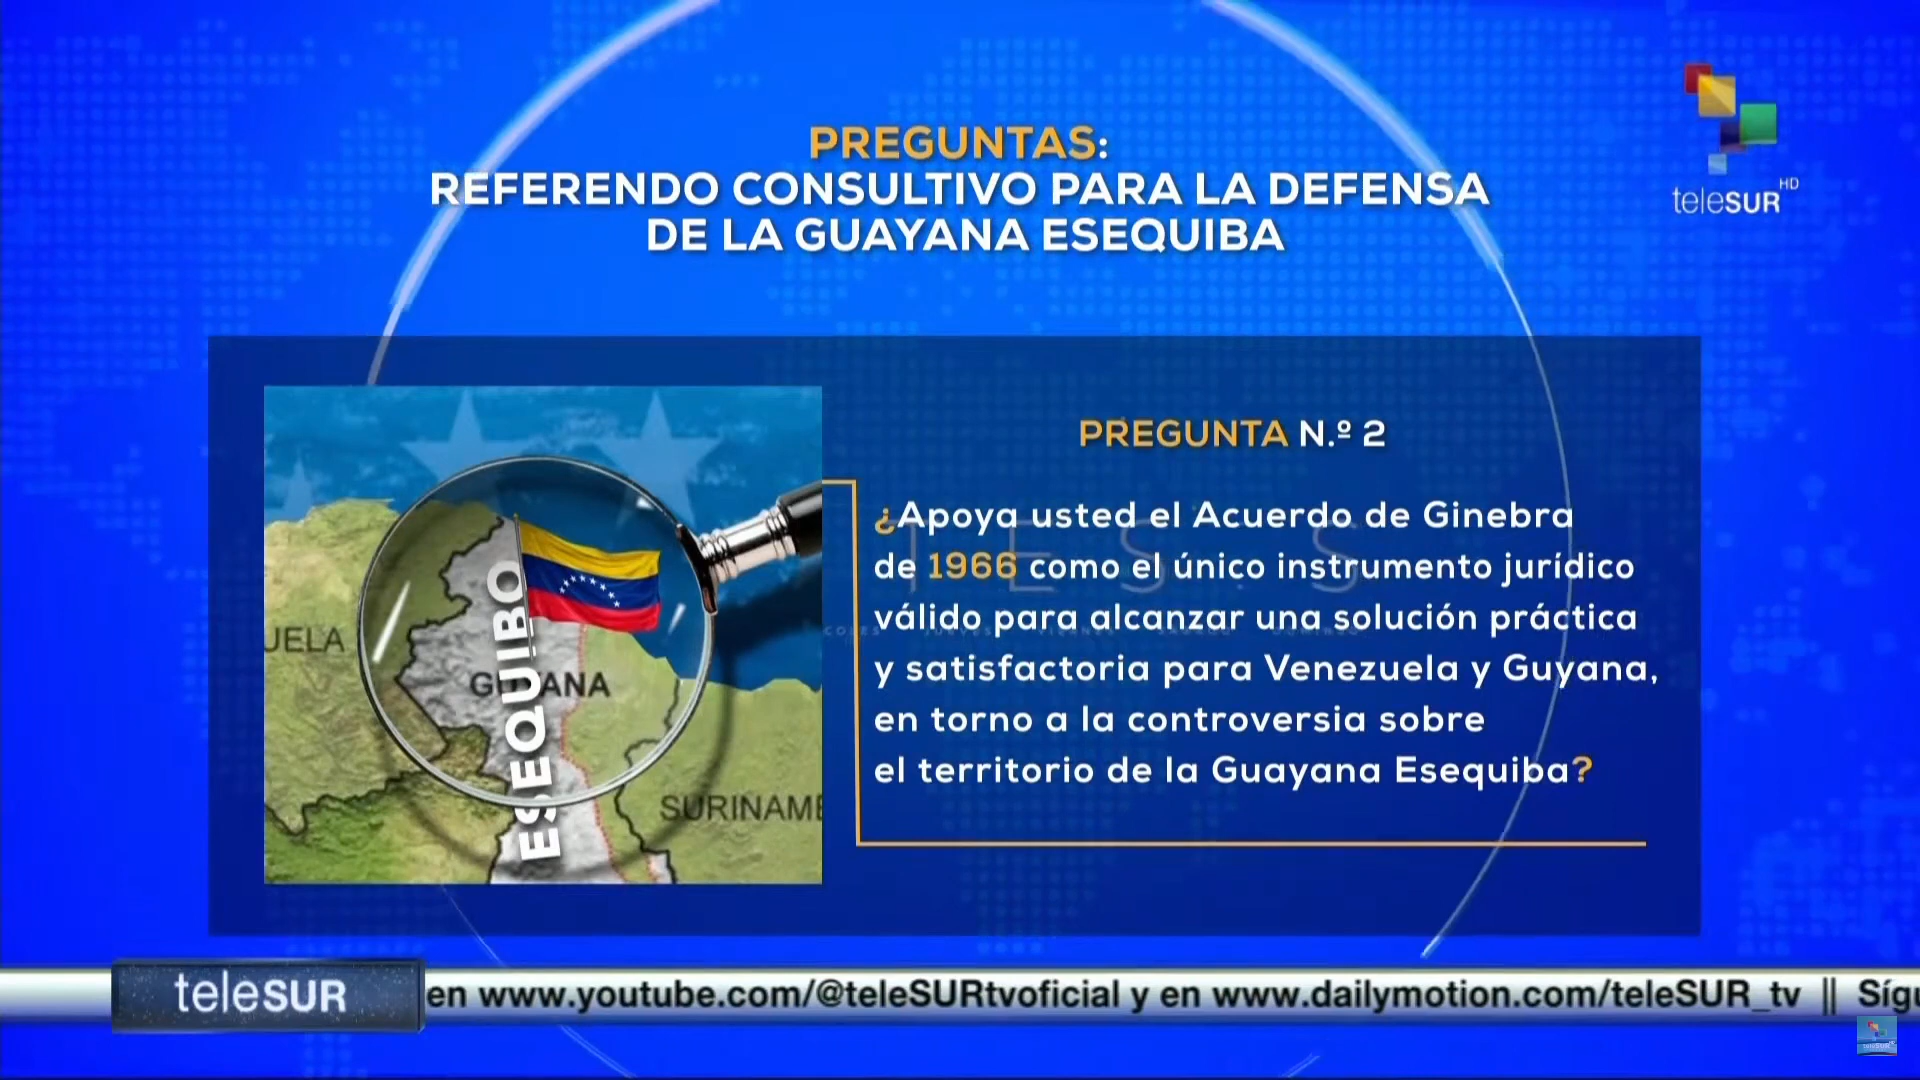 PREGUNTAS:
REFERENDO CONSULTIVO PARA LA DEFENSA
DE LA GUAYANA ESEQUIBA
teleSUR HD
PREGUNTA N.º 2
¿Apoya usted el Acuerdo de Ginebra
de 1966 como el único instrumento jurídico
válido para alcanzar una solución práctica
y satisfactoria para Venezuela y Guyana,
en torno a la controversia sobre
el territorio de la Guayana Esequiba?
UELA
GUYANA
ESEQUIBO
SURINAME
teleSUR
en www.youtube.com/@teleSURtvoficial y en www.dailymotion.com/teleSUR_tv || Sígu